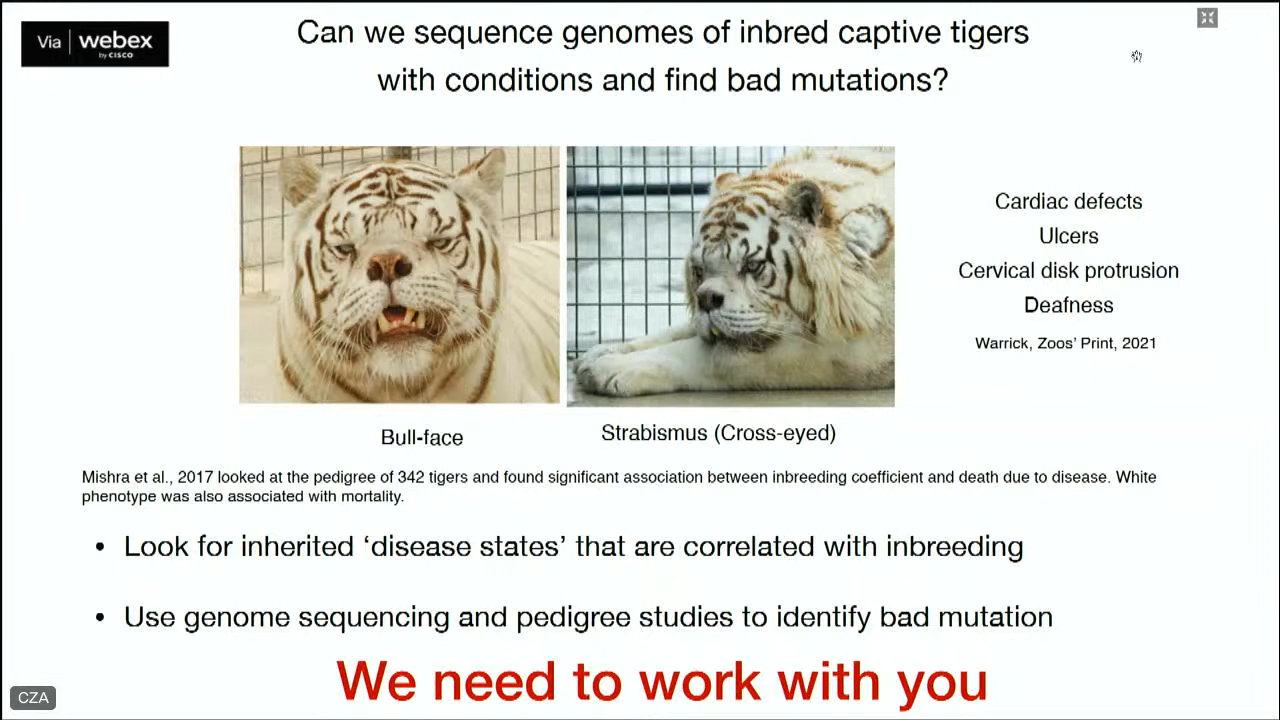 Via webex
by CISCO
Can we sequence genomes of inbred captive tigers
with conditions and find bad mutations?
Cardiac defects
Ulcers
Cervical disk protrusion
Deafness
Warrick, Zoos' Print, 2021
Bull-face
Strabismus (Cross-eyed)
Mishra et al., 2017 looked at the pedigree of 342 tigers and found significant association between inbreeding coefficient and death due to disease. White
phenotype was also associated with mortality.
• Look for inherited ‘disease states’ that are correlated with inbreeding
• Use genome sequencing and pedigree studies to identify bad mutation
We need to work with you
CZA